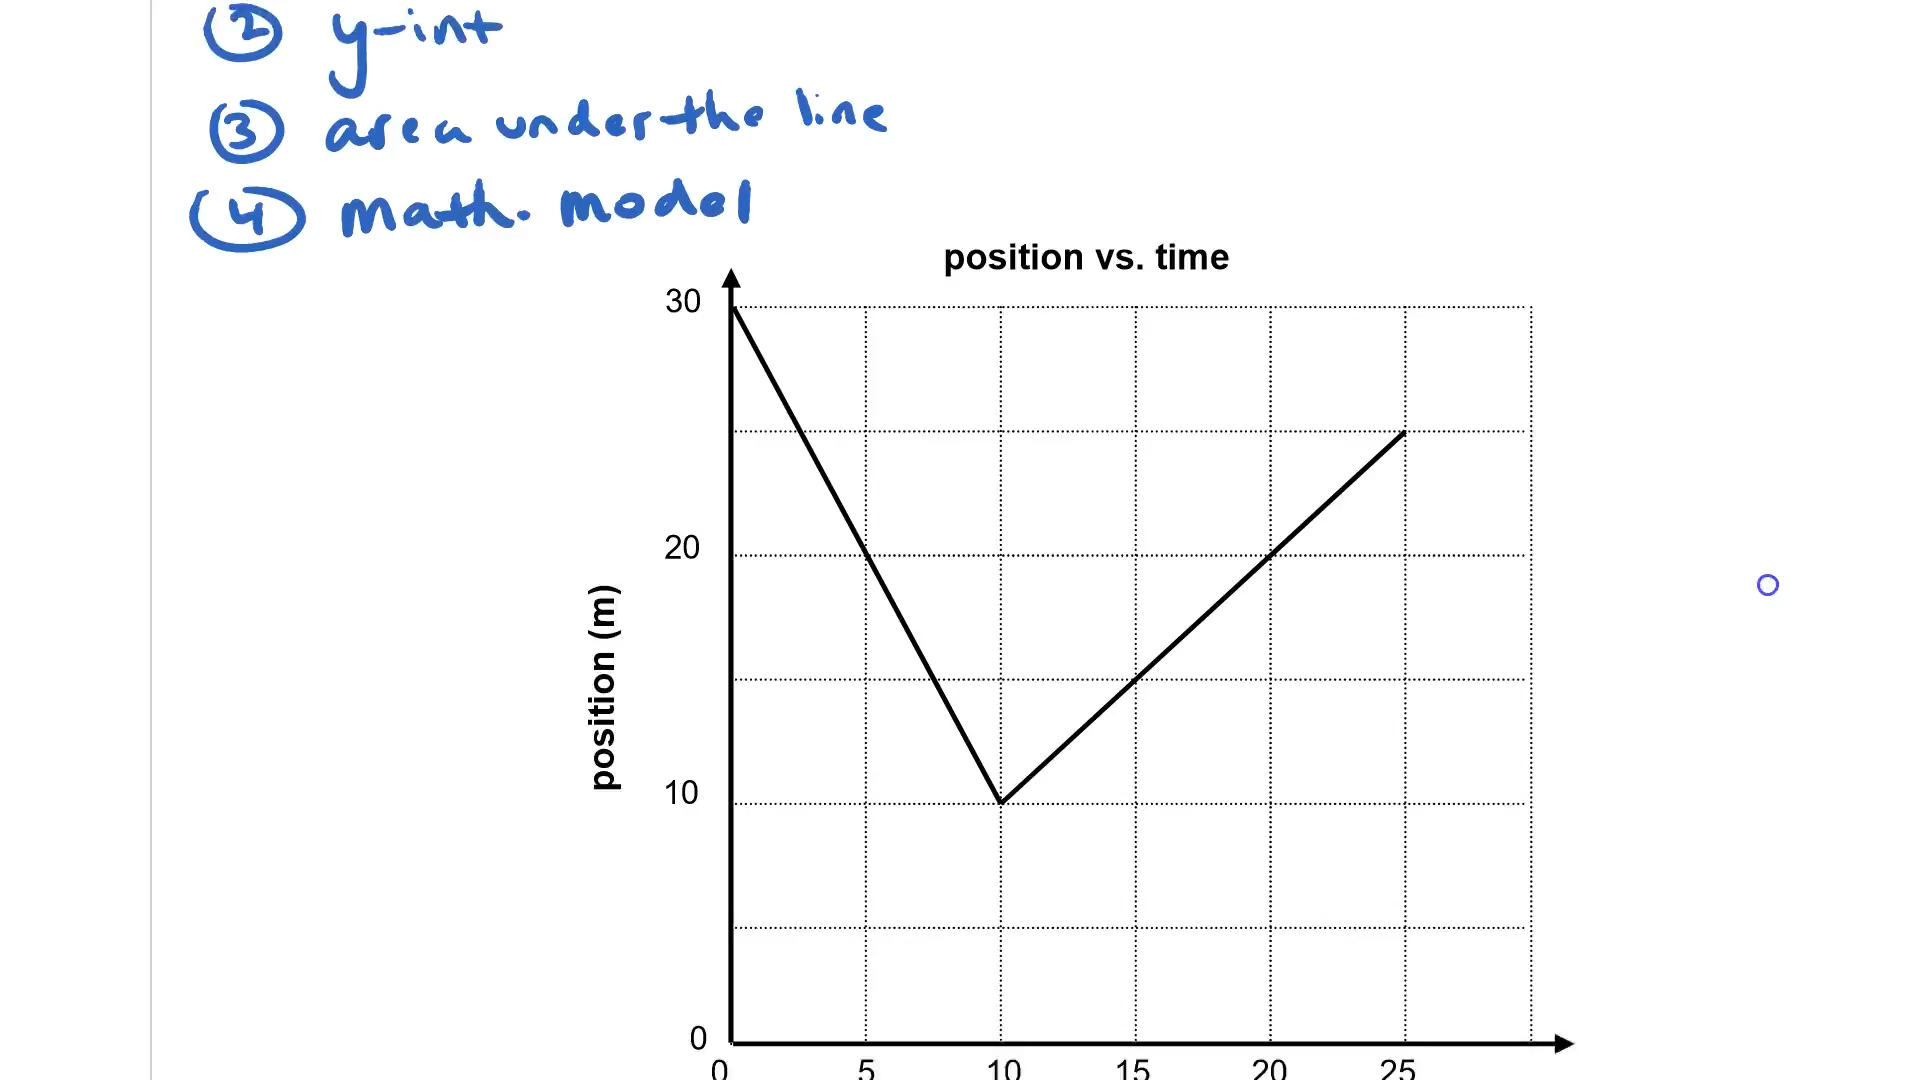 2 y-int
3 area under the line
4 math. model
position vs. time
30
20
position (m)
10
0
0 5 10 15 20 25